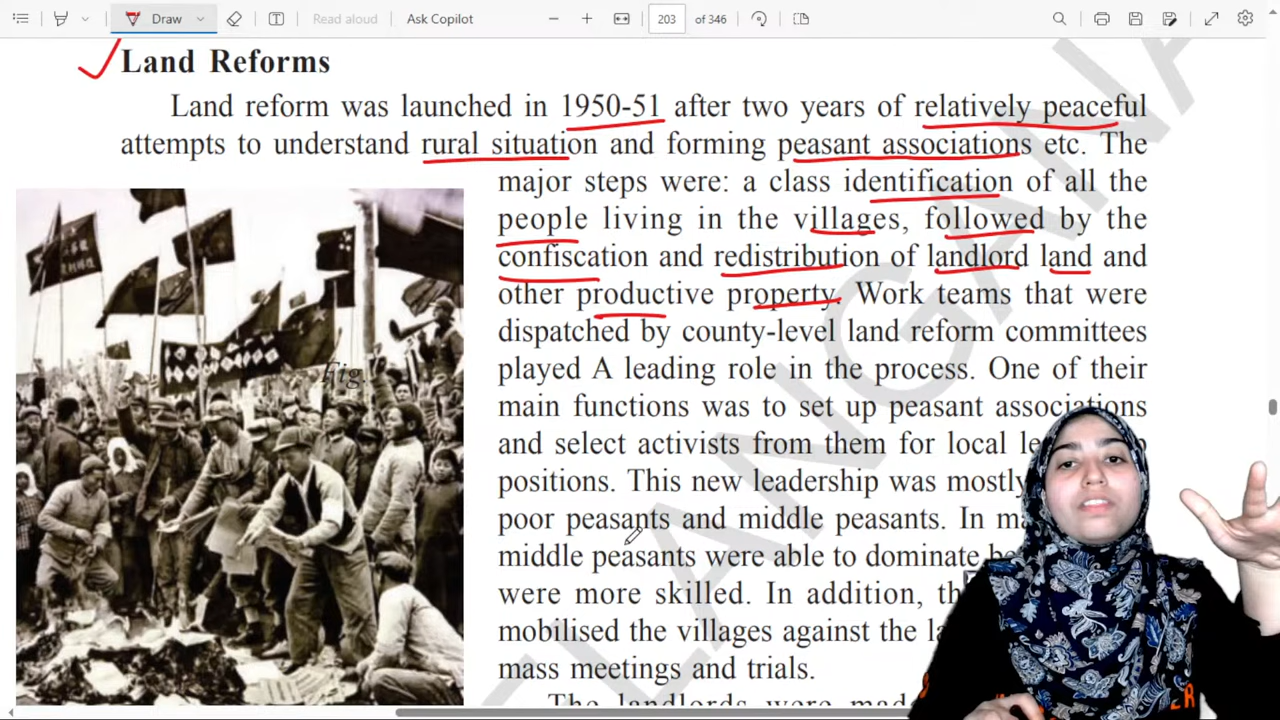 Draw
Read aloud
Ask Copilot
203 of 346
Land Reforms
Land reform was launched in 1950-51 after two years of relatively peaceful
attempts to understand rural situation and forming peasant associations etc. The
major steps were: a class identification of all the
people living in the villages, followed by the
confiscation and redistribution of landlord land and
other productive property. Work teams that were
dispatched by county-level land reform committees
played A leading role in the process. One of their
main functions was to set up peasant associations
and select activists from them for local
positions. This new leadership was mostly
poor peasants and middle peasants. In
middle peasants were able to dominate
were more skilled. In addition,
mobilised the villages against the
mass meetings and trials.
The landlords were made
Fig.